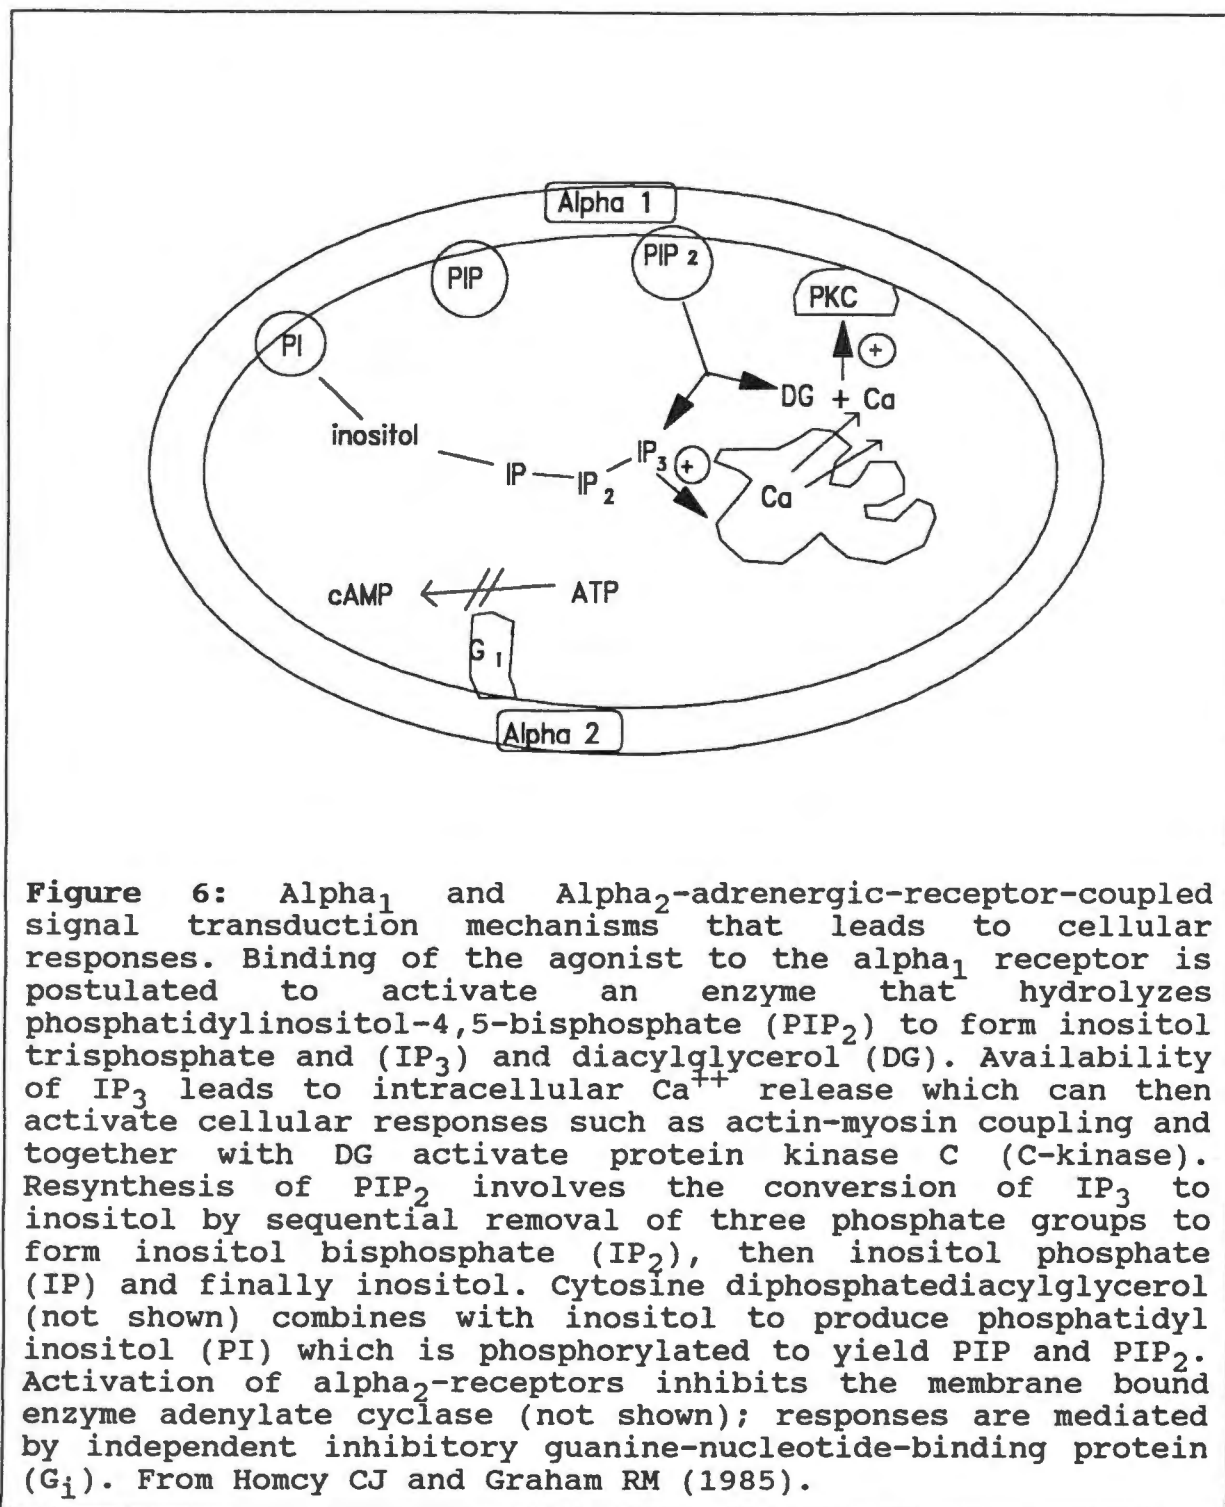 Alpha 1
PIP
PIP 2
PKC
PI
+
DG + Ca
inositol
IP3
+
IP
IP2
Ca
cAMP
ATP
G I
Alpha 2
Figure 6: Alpha1 and Alpha2-adrenergic-receptor-coupled
signal transduction mechanisms that leads to cellular
responses. Binding of the agonist to the alpha1 receptor is
postulated to activate an enzyme that hydrolyzes
phosphatidylinositol-4,5-bisphosphate (PIP2) to form inositol
trisphosphate and (IP3) and diacylglycerol (DG). Availability
of IP3 leads to intracellular Ca++ release which can then
activate cellular responses such as actin-myosin coupling and
together with DG activate protein kinase C (C-kinase).
Resynthesis of PIP2 involves the conversion of IP3 to
inositol by sequential removal of three phosphate groups to
form inositol bisphosphate (IP2), then inositol phosphate
(IP) and finally inositol. Cytosine diphosphatediacylglycerol
(not shown) combines with inositol to produce phosphatidyl
inositol (PI) which is phosphorylated to yield PIP and PIP2.
Activation of alpha2-receptors inhibits the membrane bound
enzyme adenylate cyclase (not shown); responses are mediated
by independent inhibitory guanine-nucleotide-binding protein
(Gi). From Homcy CJ and Graham RM (1985).